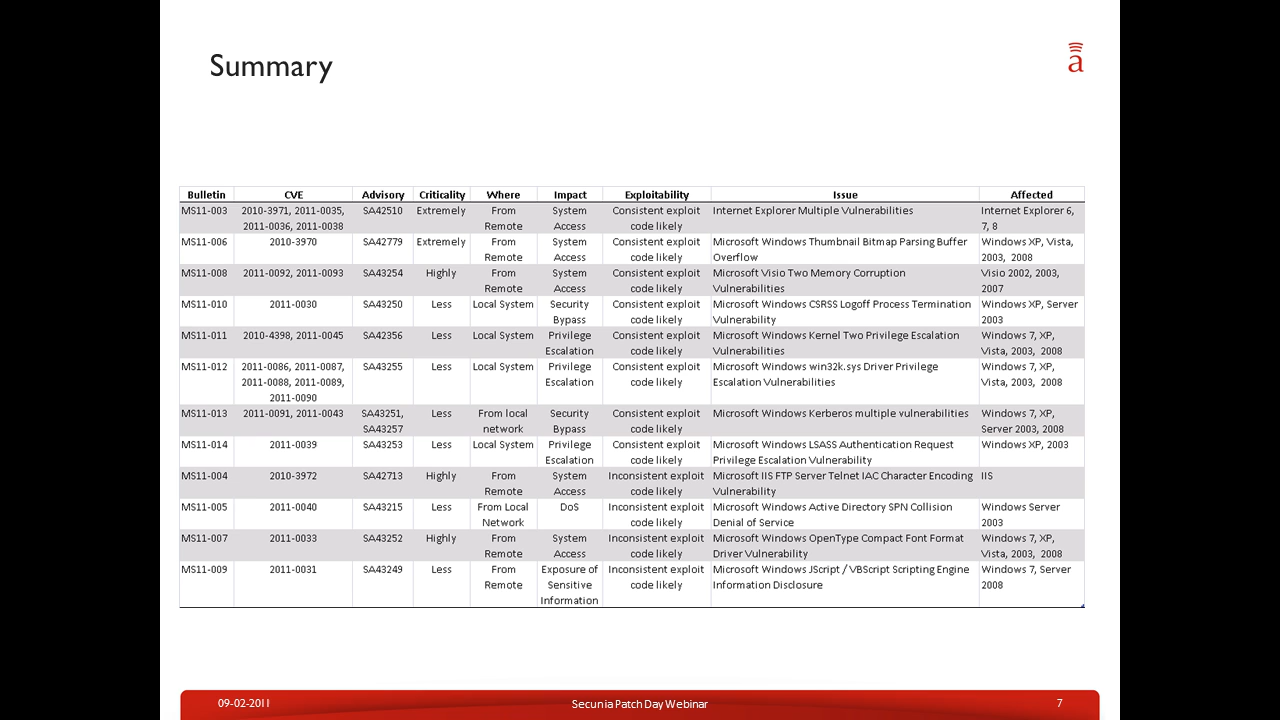 Summary
a
Bulletin CVE Advisory Criticality Where Impact Exploitability Issue Affected
MS11-003 2010-3971, 2011-0035, SA42510 Extremely From System Consistent exploit Internet Explorer Multiple Vulnerabilities Internet Explorer 6,
2011-0036, 2011-0038 Remote Access code likely 7, 8
MS11-006 2010-3970 SA42779 Extremely From System Consistent exploit Microsoft Windows Thumbnail Bitmap Parsing Buffer Windows XP, Vista,
Remote Access code likely Overflow 2003, 2008
MS11-008 2011-0092, 2011-0093 SA43254 Highly From System Consistent exploit Microsoft Visio Two Memory Corruption Visio 2002, 2003,
Remote Access code likely Vulnerabilities 2007
MS11-010 2011-0030 SA43250 Less Local System Security Consistent exploit Microsoft Windows CSRSS Logoff Process Termination Windows XP, Server
Bypass code likely Vulnerability 2003
MS11-011 2010-4398, 2011-0045 SA42356 Less Local System Privilege Consistent exploit Microsoft Windows Kernel Two Privilege Escalation Windows 7, XP,
Escalation code likely Vulnerabilities Vista, 2003, 2008
MS11-012 2011-0086, 2011-0087, SA43255 Less Local System Privilege Consistent exploit Microsoft Windows win32k.sys Driver Privilege Windows 7, XP,
2011-0088, 2011-0089, Escalation code likely Escalation Vulnerabilities Vista, 2003, 2008
2011-0090
MS11-013 2011-0091, 2011-0043 SA43251, Less From local Security Consistent exploit Microsoft Windows Kerberos multiple vulnerabilities Windows 7, XP,
SA43257 network Bypass code likely Server 2003, 2008
MS11-014 2011-0039 SA43253 Less Local System Privilege Consistent exploit Microsoft Windows LSASS Authentication Request Windows XP, 2003
Escalation code likely Privilege Escalation Vulnerability
MS11-004 2010-3972 SA42713 Highly From System Inconsistent exploit Microsoft IIS FTP Server Telnet IAC Character Encoding IIS
Remote Access code likely Vulnerability
MS11-005 2011-0040 SA43215 Less From Local DoS Inconsistent exploit Microsoft Windows Active Directory SPN Collision Windows Server
Network code likely Denial of Service 2003
MS11-007 2011-0033 SA43252 Highly From System Inconsistent exploit Microsoft Windows OpenType Compact Font Format Windows 7, XP,
Remote Access code likely Driver Vulnerability Vista, 2003, 2008
MS11-009 2011-0031 SA43249 Less From Exposure of Inconsistent exploit Microsoft Windows JScript / VBScript Scripting Engine Windows 7, Server
Remote Sensitive code likely Information Disclosure 2008
Information
09-02-2011 Secunia Patch Day Webinar 7